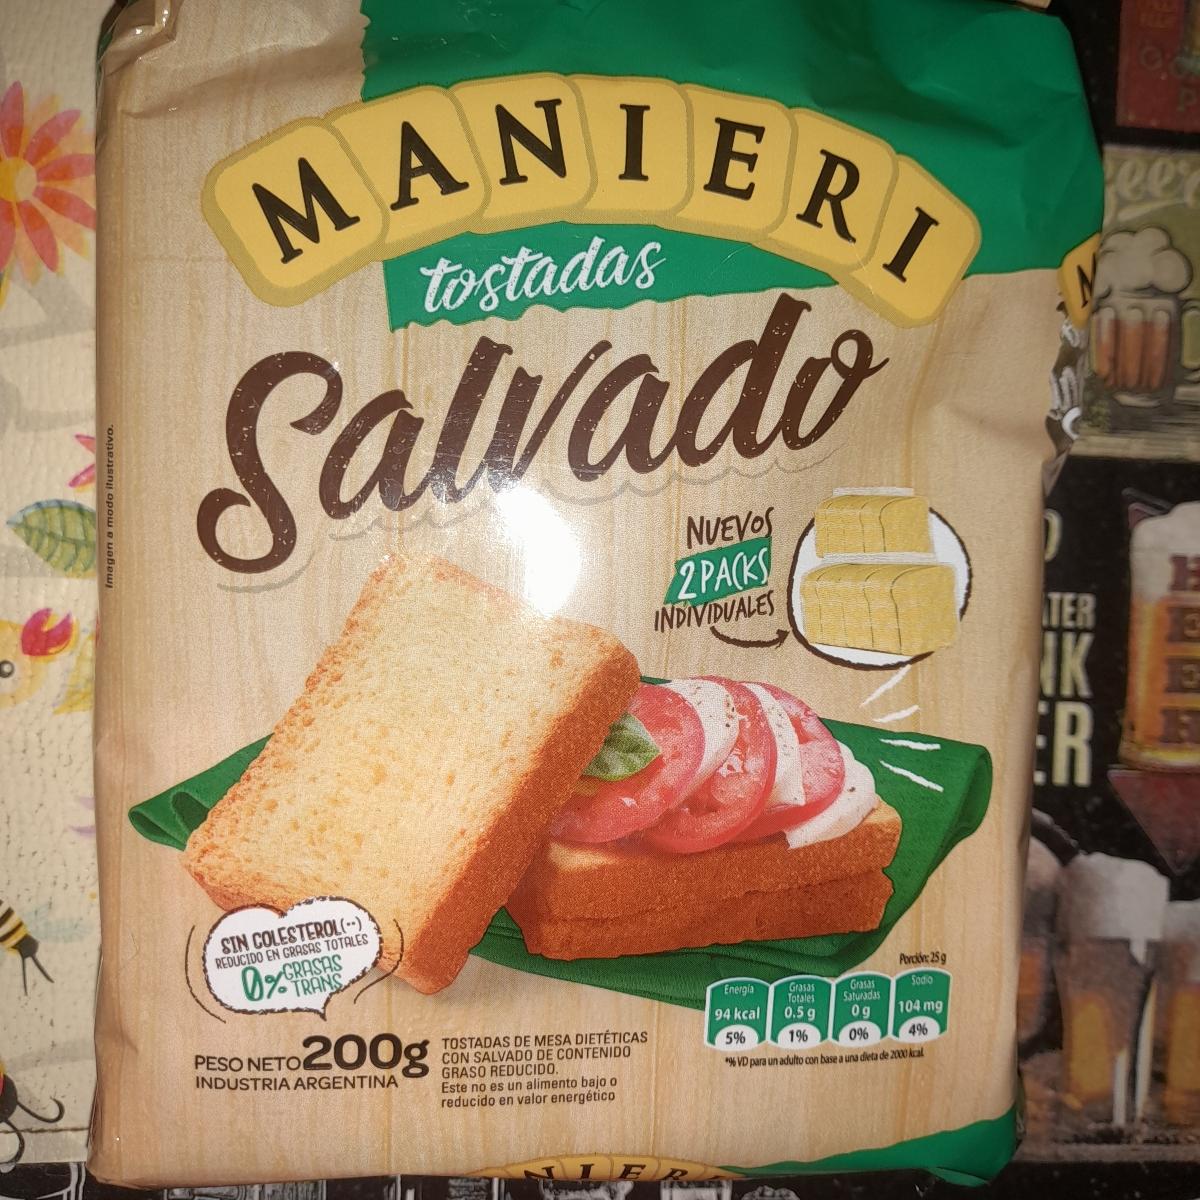 MANIERI
tostadas
Salvado
Imagen a modo ilustrativo.
NUEVOS
2 PACKS
INDIVIDUALES
SIN COLESTEROL(··)
REDUCIDO EN GRASAS TOTALES
0% GRASAS
TRANS
Porción: 25 g
Energía
94 kcal
5%
Grasas
Totales
0.5 g
1%
Grasas
Saturadas
0 g
0%
Sodio
104 mg
4%
*% VD para un adulto con base a una dieta de 2000 kcal.
PESO NETO 200g
INDUSTRIA ARGENTINA
TOSTADAS DE MESA DIETÉTICAS
CON SALVADO DE CONTENIDO
GRASO REDUCIDO.
Este no es un alimento bajo o
reducido en valor energético
NIER
M
BEER